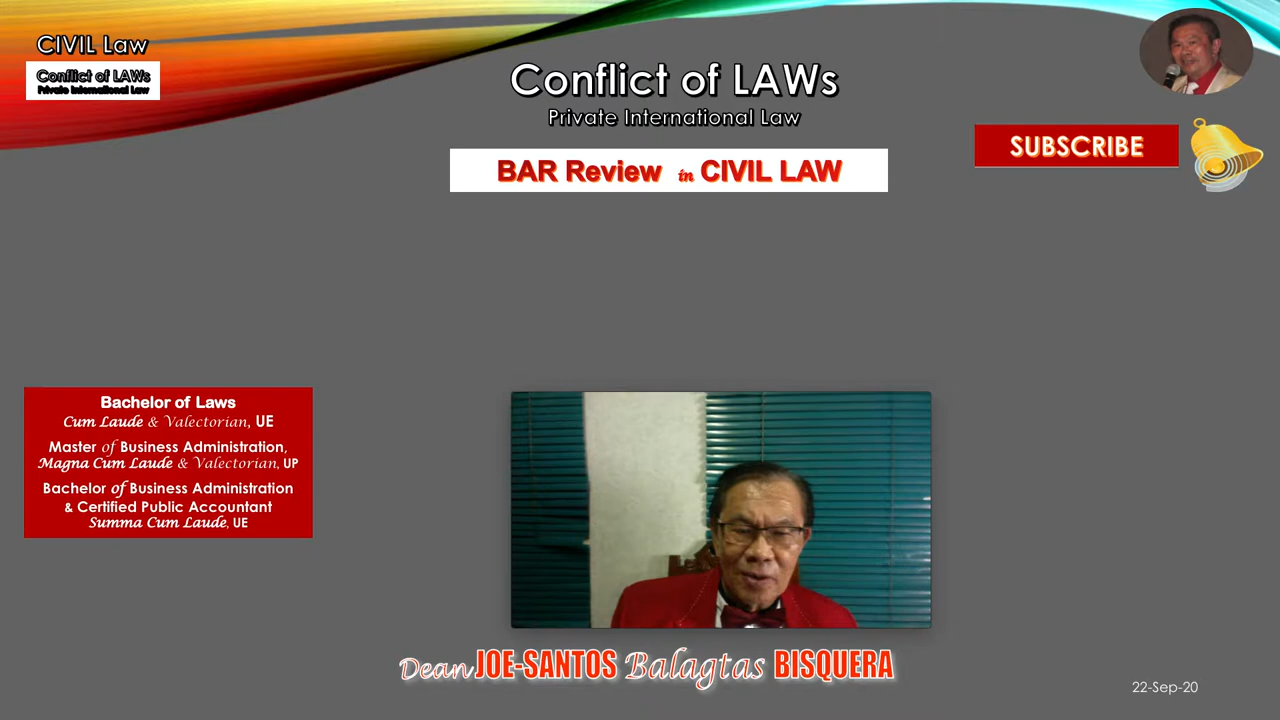 CIVIL Law
Conflict of LAWs
Private International Law
Conflict of LAWs
Private International Law
BAR Review in CIVIL LAW
SUBSCRIBE
Bachelor of Laws
Cum Laude & Valectorian, UE
Master of Business Administration,
Magna Cum Laude & Valectorian, UP
Bachelor of Business Administration
& Certified Public Accountant
Summa Cum Laude, UE
Dean JOE-SANTOS Balagtas BISQUERA
22-Sep-20